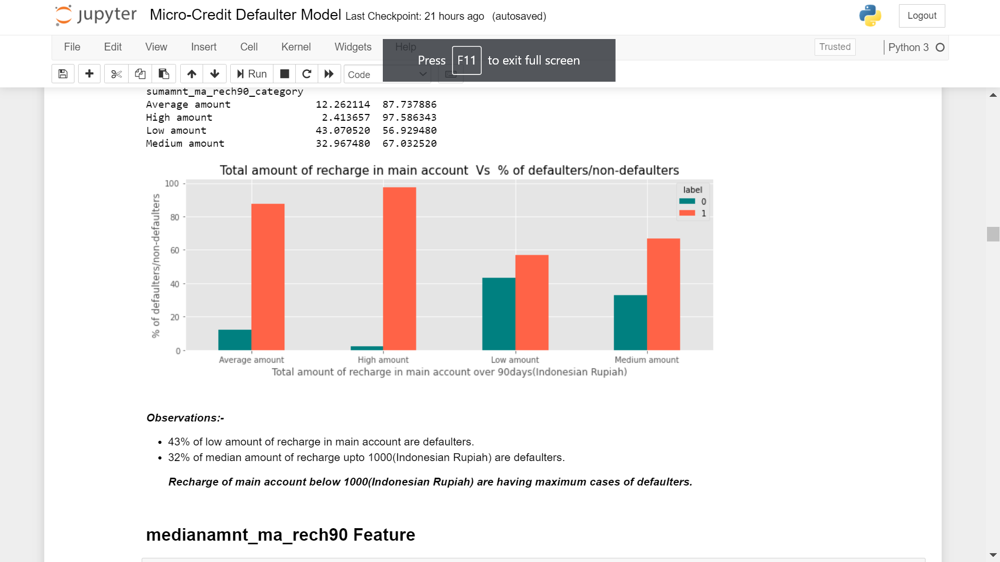 jupyter Micro-Credit Defaulter Model Last Checkpoint: 21 hours ago (autosaved) Logout
File Edit View Insert Cell Kernel Widgets Help Trusted Python 3
Press F11 to exit full screen
Run Code
sumamnt_ma_rech90_category
Average amount 12.262114 87.737886
High amount 2.413657 97.586343
Low amount 43.070520 56.929480
Medium amount 32.967480 67.032520
Total amount of recharge in main account Vs % of defaulters/non-defaulters
% of defaulters/non-defaulters
100
80
60
40
20
0
label
0
1
Average amount High amount Low amount Medium amount
Total amount of recharge in main account over 90days(Indonesian Rupiah)
Observations:-
• 43% of low amount of recharge in main account are defaulters.
• 32% of median amount of recharge upto 1000(Indonesian Rupiah) are defaulters.
Recharge of main account below 1000(Indonesian Rupiah) are having maximum cases of defaulters.
medianamnt_ma_rech90 Feature